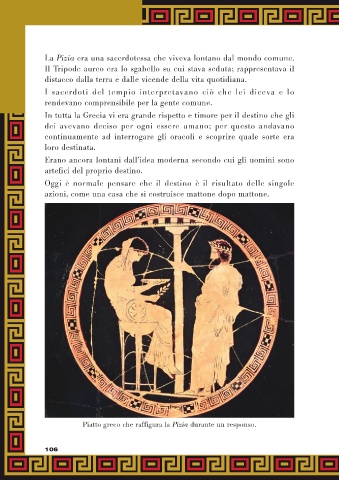 La Pizia era una sacerdotessa che viveva lontano dal mondo comune.
Il Tripode aureo era lo sgabello su cui stava seduta; rappresentava il
distacco dalla terra e dalle vicende della vita quotidiana.
I sacerdoti del tempio interpretavano ciò che lei diceva e lo
rendevano comprensibile per la gente comune.
In tutta la Grecia vi era grande rispetto e timore per il destino che gli
dei avevano deciso per ogni essere umano; per questo andavano
continuamente ad interrogare gli oracoli e scoprire quale sorte era
loro destinata.
Erano ancora lontani dall'idea moderna secondo cui gli uomini sono
artefici del proprio destino.
Oggi è normale pensare che il destino è il risultato delle singole
azioni, come una casa che si costruisce mattone dopo mattone.
Piatto greco che raffigura la Pizia durante un responso.
106